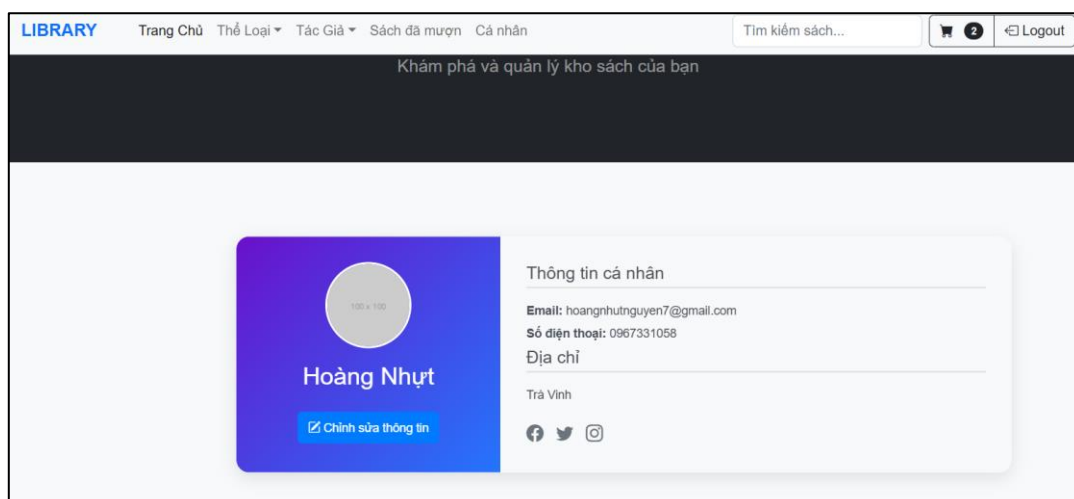 LIBRARY Trang Chủ Thể Loại Tác Giả Sách đã mượn Cá nhân Tìm kiếm sách... 2 Logout
Khám phá và quản lý kho sách của bạn
100 x 100
Hoàng Nhựt
Chỉnh sửa thông tin
Thông tin cá nhân
Email: hoangnhutnguyen7@gmail.com
Số điện thoại: 0967331058
Địa chỉ
Trà Vinh